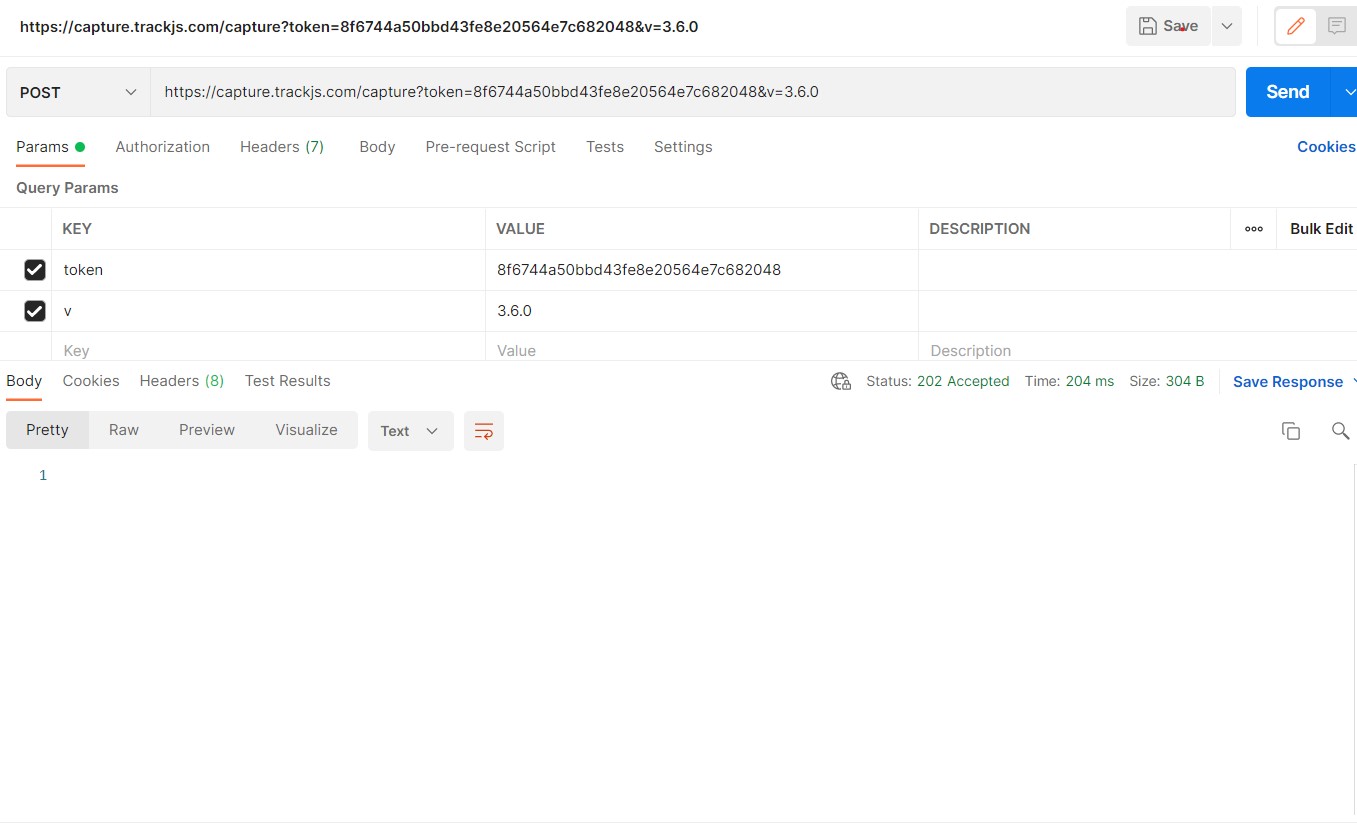 https://capture.trackjs.com/capture?token=8f6744a50bbd43fe8e20564e7c682048&v=3.6.0 Save
POST https://capture.trackjs.com/capture?token=8f6744a50bbd43fe8e20564e7c682048&v=3.6.0 Send
Params Authorization Headers (7) Body Pre-request Script Tests Settings Cookies
Query Params
KEY VALUE DESCRIPTION Bulk Edit
token 8f6744a50bbd43fe8e20564e7c682048
v 3.6.0
Key Value Description
Body Cookies Headers (8) Test Results Status: 202 Accepted Time: 204 ms Size: 304 B Save Response
Pretty Raw Preview Visualize Text
1